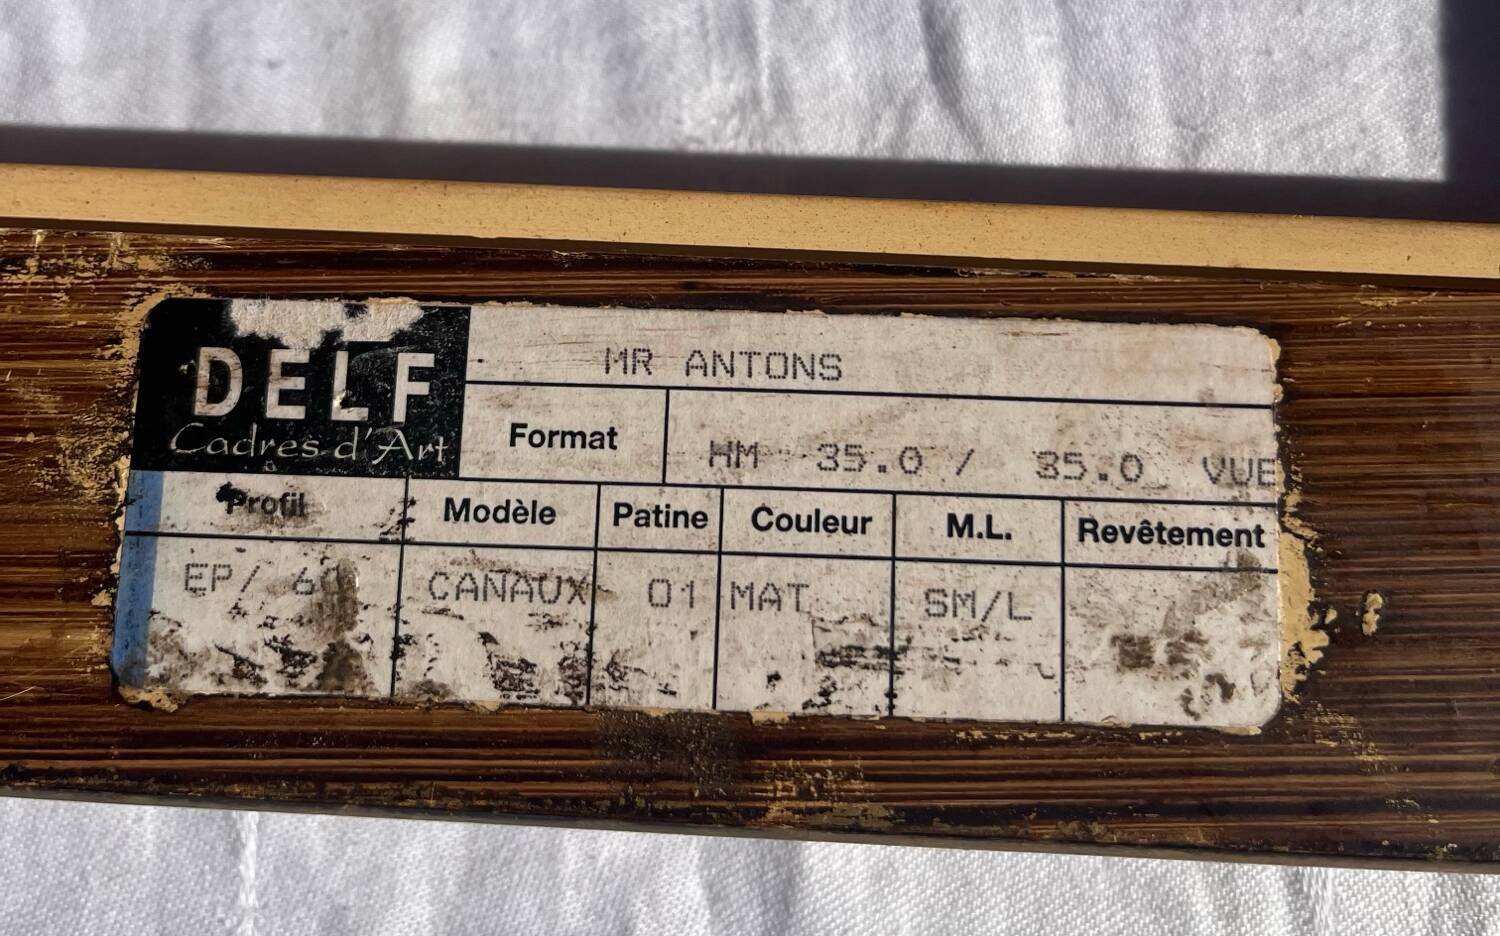 DELF
Cadres d'Art
MR ANTONS
Format
HM 35.0 / 35.0 VUE
Profil Modèle Patine Couleur M.L. Revêtement
EP/ CANAUX 01 MAT SM/L